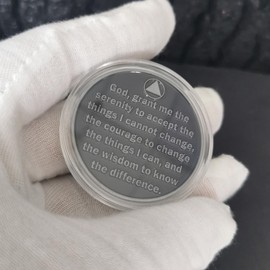 God, grant me the
serenity to accept the
things I cannot change,
the courage to change
the things I can, and
the wisdom to know
the difference.